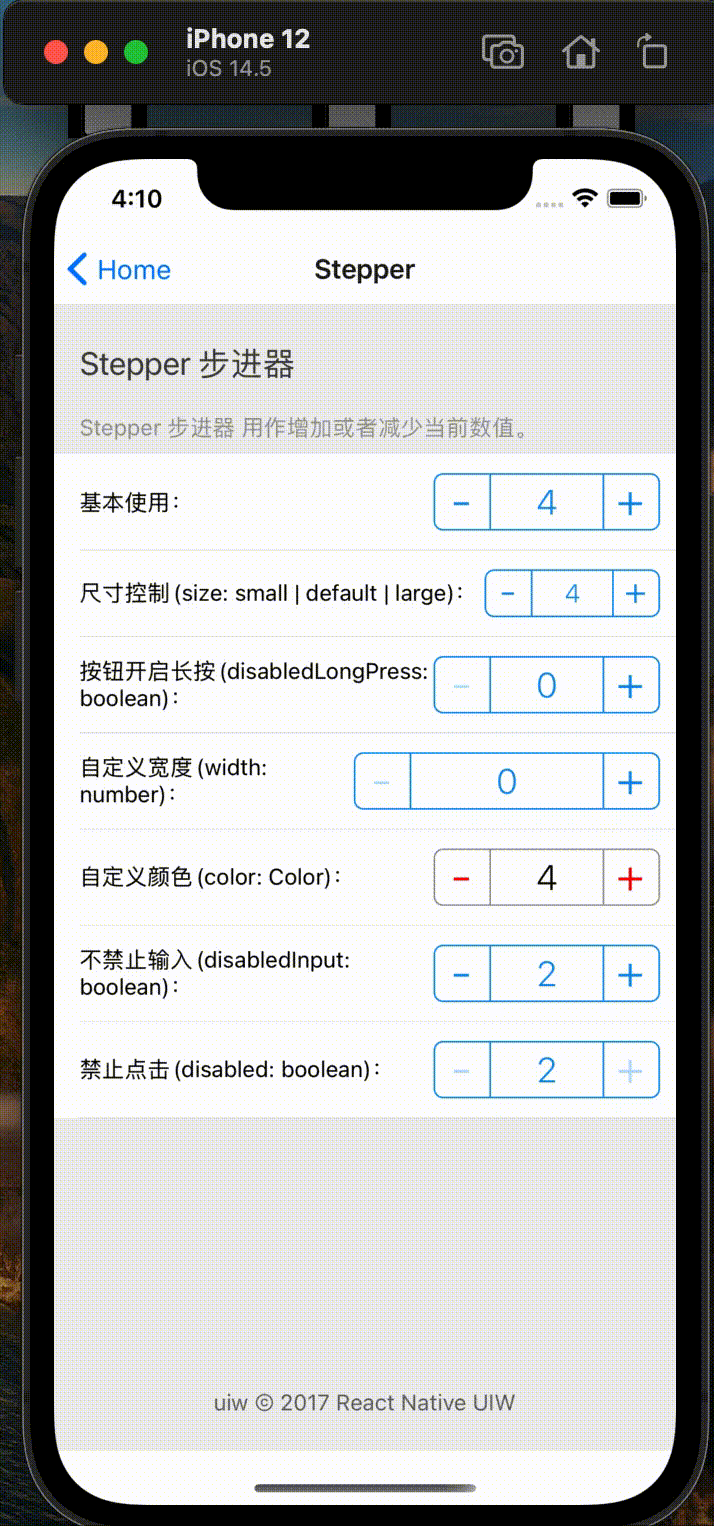 iPhone 12
iOS 14.5
4:10
Home
Stepper
Stepper 步进器
Stepper 步进器 用作增加或者减少当前数值。
基本使用：
− 4 +
尺寸控制 (size: small | default | large)：
− 4 +
按钮开启长按 (disabledLongPress:
boolean)：
− 0 +
自定义宽度 (width:
number)：
− 0 +
自定义颜色 (color: Color)：
− 4 +
不禁止输入 (disabledInput:
boolean)：
− 2 +
禁止点击 (disabled: boolean)：
− 2 +
uiw © 2017 React Native UIW